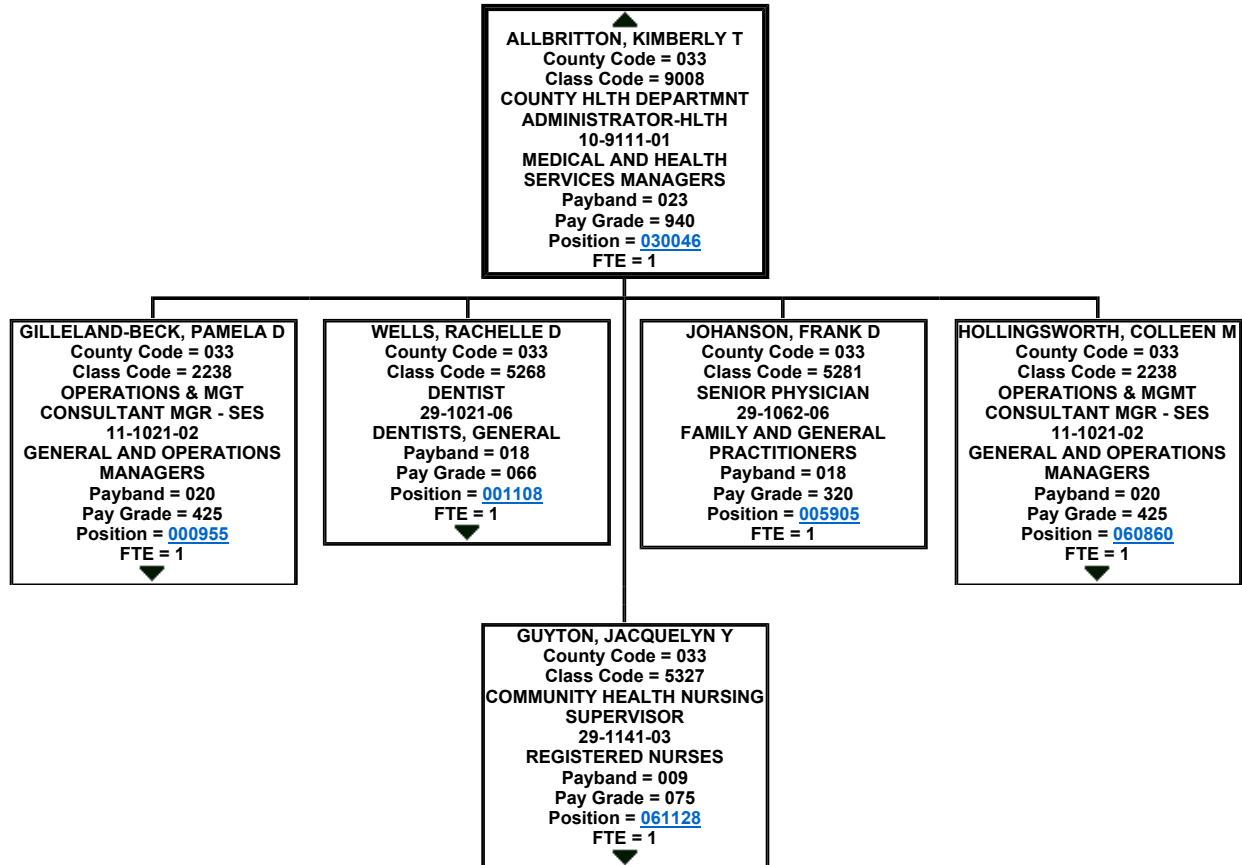 ALLBRITTON, KIMBERLY T
County Code = 033
Class Code = 9008
COUNTY HLTH DEPARTMNT
ADMINISTRATOR-HLTH
10-9111-01
MEDICAL AND HEALTH
SERVICES MANAGERS
Payband = 023
Pay Grade = 940
Position = 030046
FTE = 1
GILLELAND-BECK, PAMELA D
County Code = 033
Class Code = 2238
OPERATIONS & MGT
CONSULTANT MGR - SES
11-1021-02
GENERAL AND OPERATIONS
MANAGERS
Payband = 020
Pay Grade = 425
Position = 000955
FTE = 1
WELLS, RACHELLE D
County Code = 033
Class Code = 5268
DENTIST
29-1021-06
DENTISTS, GENERAL
Payband = 018
Pay Grade = 066
Position = 001108
FTE = 1
JOHANSON, FRANK D
County Code = 033
Class Code = 5281
SENIOR PHYSICIAN
29-1062-06
FAMILY AND GENERAL
PRACTITIONERS
Payband = 018
Pay Grade = 320
Position = 005905
FTE = 1
HOLLINGSWORTH, COLLEEN M
County Code = 033
Class Code = 2238
OPERATIONS & MGMT
CONSULTANT MGR - SES
11-1021-02
GENERAL AND OPERATIONS
MANAGERS
Payband = 020
Pay Grade = 425
Position = 060860
FTE = 1
GUYTON, JACQUELYN Y
County Code = 033
Class Code = 5327
COMMUNITY HEALTH NURSING
SUPERVISOR
29-1141-03
REGISTERED NURSES
Payband = 009
Pay Grade = 075
Position = 061128
FTE = 1